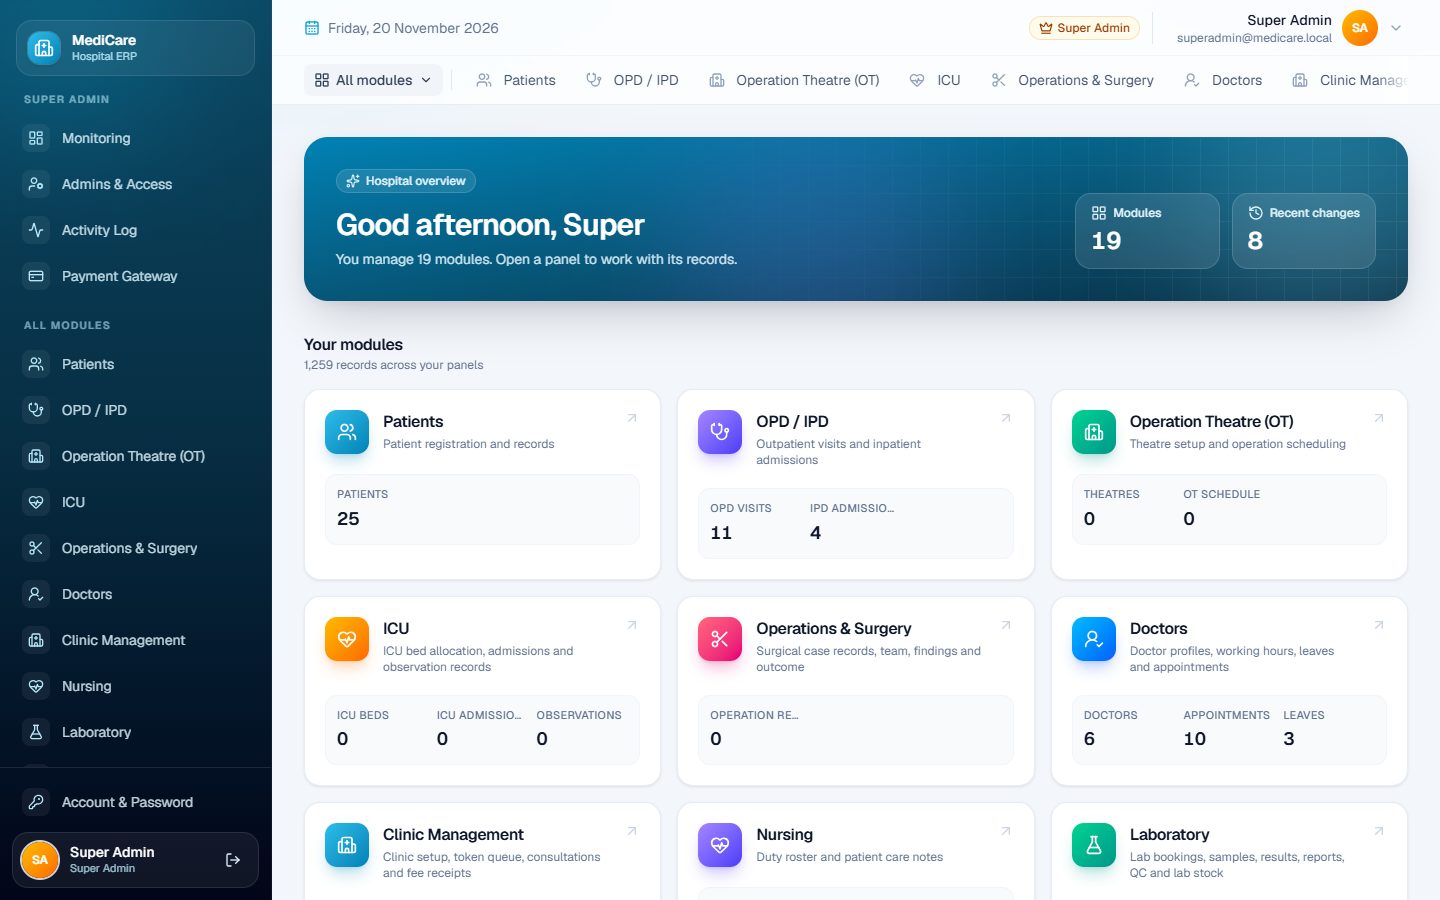 MediCare
Hospital ERP
SUPER ADMIN
Monitoring
Admins & Access
Activity Log
Payment Gateway
ALL MODULES
Patients
OPD / IPD
Operation Theatre (OT)
ICU
Operations & Surgery
Doctors
Clinic Management
Nursing
Laboratory
Account & Password
SA
Super Admin
Super Admin
Friday, 20 November 2026
Super Admin
Super Admin
superadmin@medicare.local
SA
All modules
Patients
OPD / IPD
Operation Theatre (OT)
ICU
Operations & Surgery
Doctors
Clinic Manage
Hospital overview
Good afternoon, Super
You manage 19 modules. Open a panel to work with its records.
Modules
19
Recent changes
8
Your modules
1,259 records across your panels
Patients
Patient registration and records
PATIENTS
25
OPD / IPD
Outpatient visits and inpatient
admissions
OPD VISITS
11
IPD ADMISSIO...
4
Operation Theatre (OT)
Theatre setup and operation scheduling
THEATRES
0
OT SCHEDULE
0
ICU
ICU bed allocation, admissions and
observation records
ICU BEDS
0
ICU ADMISSIO...
0
OBSERVATIONS
0
Operations & Surgery
Surgical case records, team, findings and
outcome
OPERATION RE...
0
Doctors
Doctor profiles, working hours, leaves
and appointments
DOCTORS
6
APPOINTMENTS
10
LEAVES
3
Clinic Management
Clinic setup, token queue, consultations
and fee receipts
Nursing
Duty roster and patient care notes
Laboratory
Lab bookings, samples, results, reports,
QC and lab stock